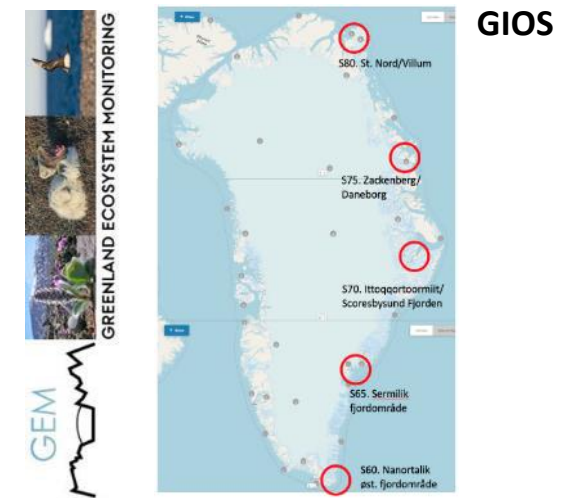 GIOS
GREENLAND ECOSYSTEM MONITORING
GEM
S80. St. Nord/Villum
S75. Zackenberg/
Daneborg
S70. Ittoqqortoormiit/
Scoresbysund Fjorden
S65. Sermilik
fjordområde
S60. Nanortalik
øst. fjordområde